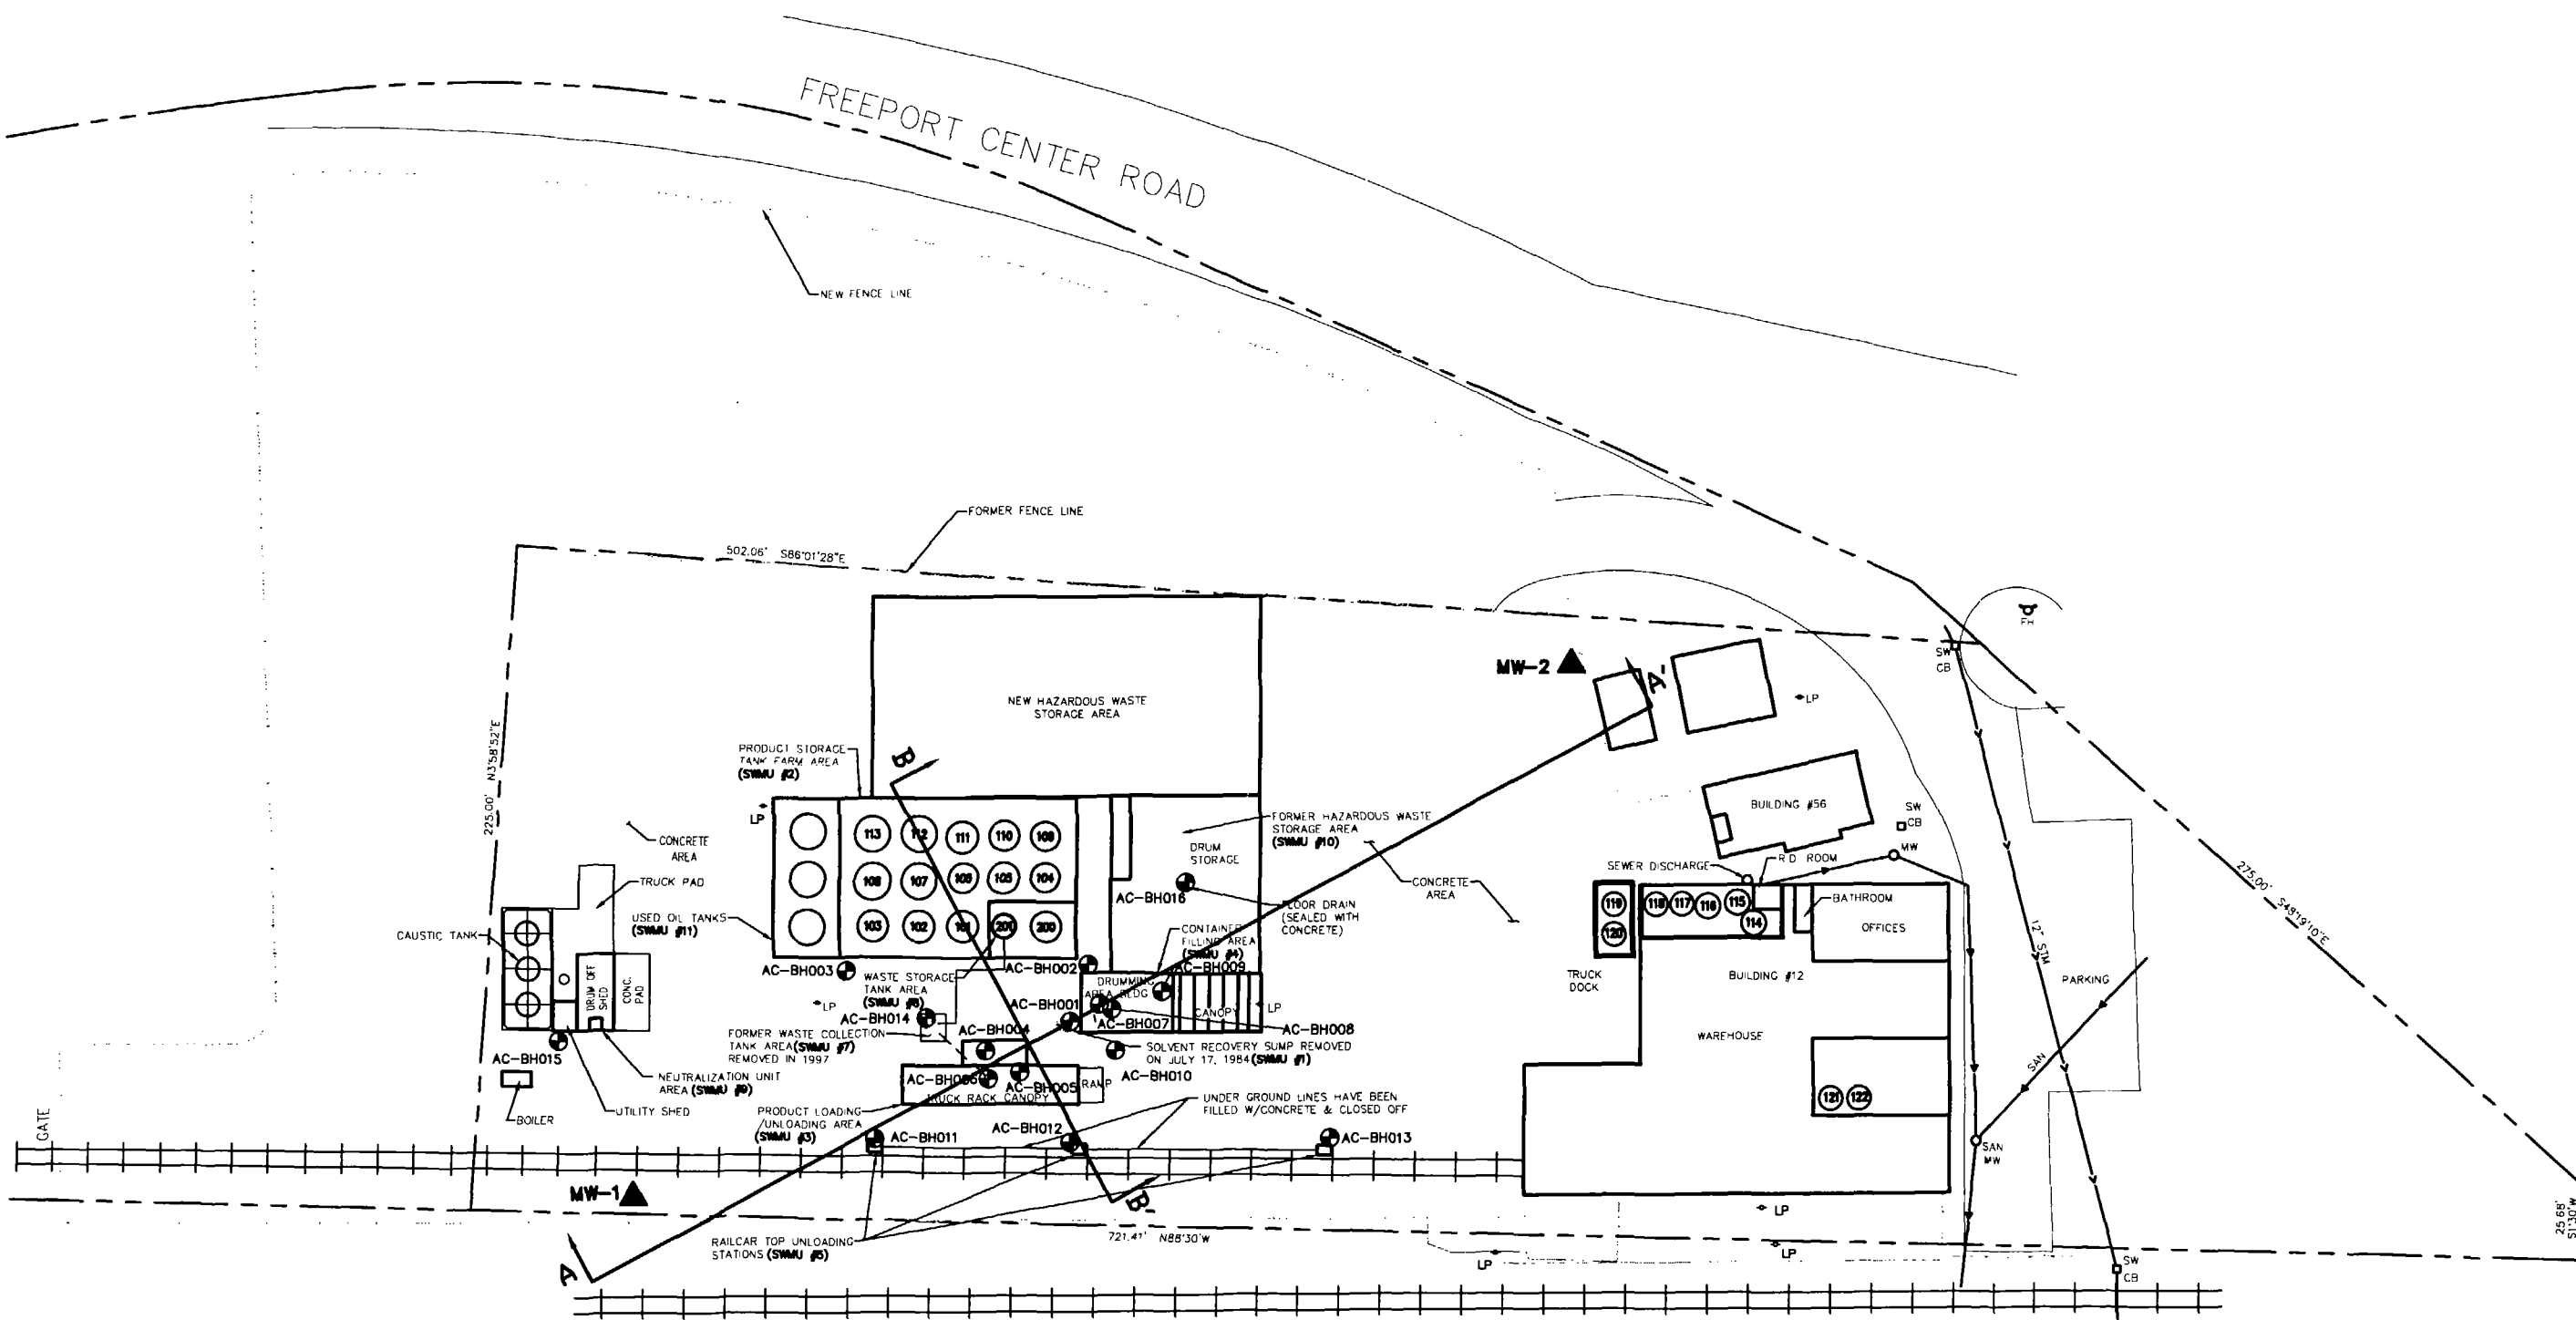 FREEPORT CENTER ROAD
NEW FENCE LINE
FORMER FENCE LINE
502.06' S86°01'28"E
225.00' N3°58'52"E
SW
CB
FH
MW-2
A'
LP
NEW HAZARDOUS WASTE
STORAGE AREA
PRODUCT STORAGE
TANK FARM AREA
(SWMU #2)
B
LP
113
112
111
110
109
108
107
106
105
104
103
102
101
200
200
CONCRETE
AREA
TRUCK PAD
USED OIL TANKS
(SWMU #11)
CAUSTIC TANK
DRUM OFF
SHED
CONC.
PAD
FORMER HAZARDOUS WASTE
STORAGE AREA
(SWMU #10)
DRUM
STORAGE
AC-BH016
FLOOR DRAIN
(SEALED WITH
CONCRETE)
CONCRETE
AREA
CONTAINER
FILLING AREA
(SWMU #4)
AC-BH009
AC-BH003
AC-BH002
WASTE STORAGE
TANK AREA
(SWMU #8)
LP
DRUMMING
AREA BLDG
CANOPY
LP
AC-BH001
AC-BH007
AC-BH008
AC-BH014
AC-BH004
FORMER WASTE COLLECTION
TANK AREA(SWMU #7)
REMOVED IN 1997
SOLVENT RECOVERY SUMP REMOVED
ON JULY 17, 1984(SWMU #1)
AC-BH015
AC-BH006
AC-BH005
RAMP
AC-BH010
TRUCK RACK CANOPY
NEUTRALIZATION UNIT
AREA (SWMU #9)
UTILITY SHED
BOILER
GATE
PRODUCT LOADING
/UNLOADING AREA
(SWMU #3)
UNDER GROUND LINES HAVE BEEN
FILLED W/CONCRETE & CLOSED OFF
AC-BH011
AC-BH012
AC-BH013
MW-1
B'
RAILCAR TOP UNLOADING
STATIONS (SWMU #5)
A
721.41' N88°30'W
BUILDING #56
SW
CB
MW
SEWER DISCHARGE
R.D. ROOM
BATHROOM
OFFICES
119
120
118
117
116
115
114
TRUCK
DOCK
BUILDING #12
WAREHOUSE
121
122
12" STM
PARKING
SAN
SAN
MW
275.00' S48°19'10"E
25.68'
S1°30'W
LP
LP
LP
SW
CB